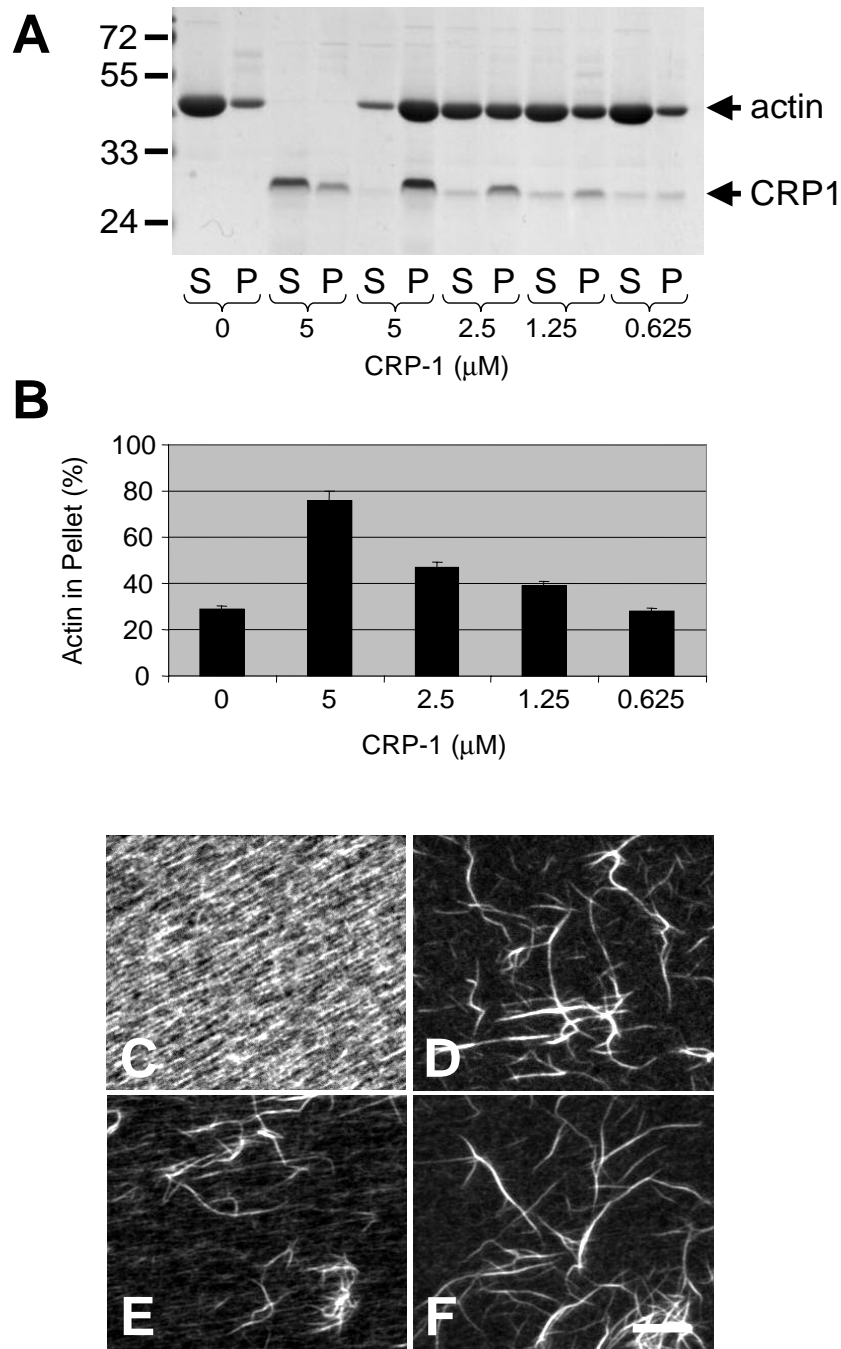 A
72
55
33
24
actin
CRP1
S P S P S P S P S P S P
0 5 5 2.5 1.25 0.625
CRP-1 (μM)
B
Actin in Pellet (%)
100
80
60
40
20
0
0 5 2.5 1.25 0.625
CRP-1 (μM)
C
D
E
F